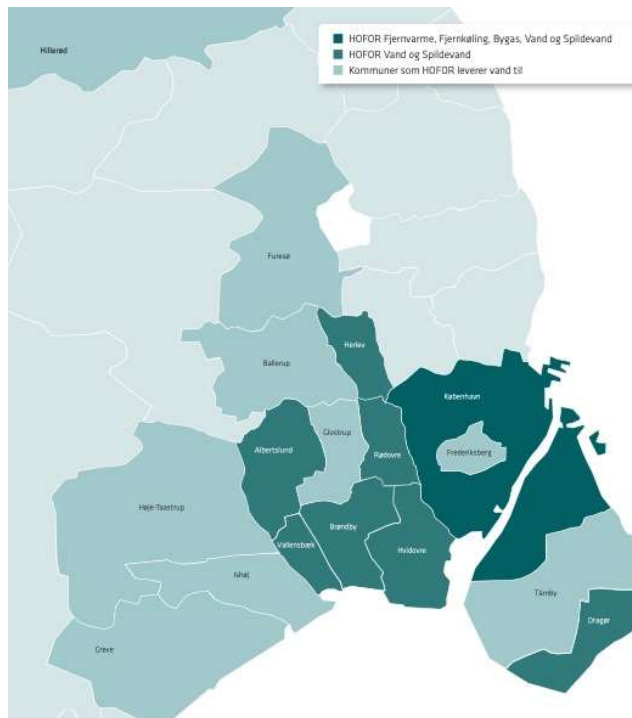 Hillerød
HOFOR Fjernvarme, Fjernkøling, Bygas, Vand og Spildevand
HOFOR Vand og Spildevand
Kommuner som HOFOR leverer vand til
Furesø
Herlev
Ballerup
København
Glostrup
Albertslund
Rødovre
Frederiksberg
Høje-Taastrup
Brøndby
Vallensbæk
Hvidovre
Ishøj
Tårnby
Dragør
Greve